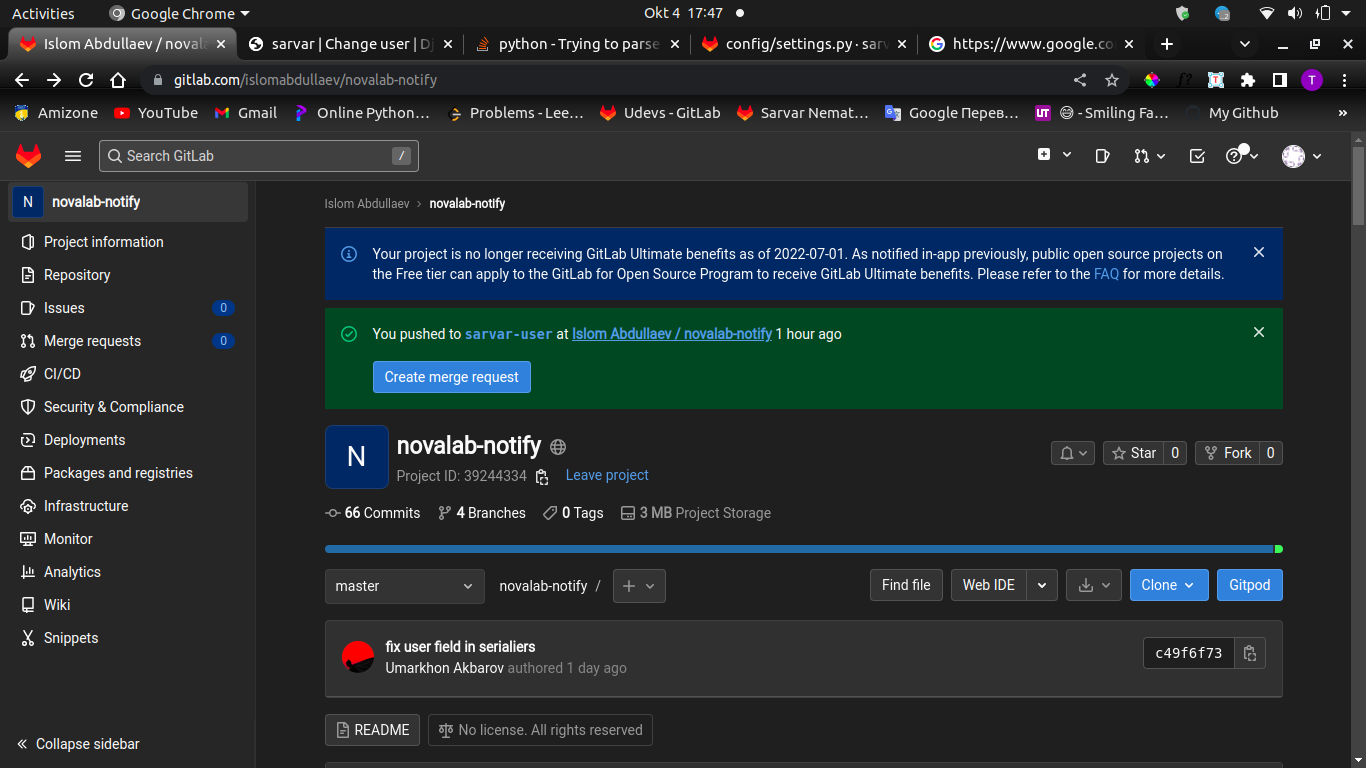 Activities
Google Chrome
Okt 4 17:47
Islom Abdullaev / novala
sarvar | Change user | Dj
python - Trying to parse
config/settings.py · sarv
https://www.google.co
gitlab.com/islomabdullaev/novalab-notify
f?
T
Amizone
YouTube
Gmail
Online Python…
Problems - Lee…
Udevs - GitLab
Sarvar Nemat…
Google Перев…
UT
😅 - Smiling Fa…
My Github
»
Search GitLab
/
N
novalab-notify
Project information
Repository
Issues
0
Merge requests
0
CI/CD
Security & Compliance
Deployments
Packages and registries
Infrastructure
Monitor
Analytics
Wiki
Snippets
Collapse sidebar
Islom Abdullaev › novalab-notify
Your project is no longer receiving GitLab Ultimate benefits as of 2022-07-01. As notified in-app previously, public open source projects on
the Free tier can apply to the GitLab for Open Source Program to receive GitLab Ultimate benefits. Please refer to the FAQ for more details.
You pushed to sarvar-user at Islom Abdullaev / novalab-notify 1 hour ago
Create merge request
N
novalab-notify
Project ID: 39244334
Leave project
Star
0
Fork
0
66 Commits
4 Branches
0 Tags
3 MB Project Storage
master
novalab-notify /
Find file
Web IDE
Clone
Gitpod
fix user field in serialiers
Umarkhon Akbarov authored 1 day ago
c49f6f73
README
No license. All rights reserved